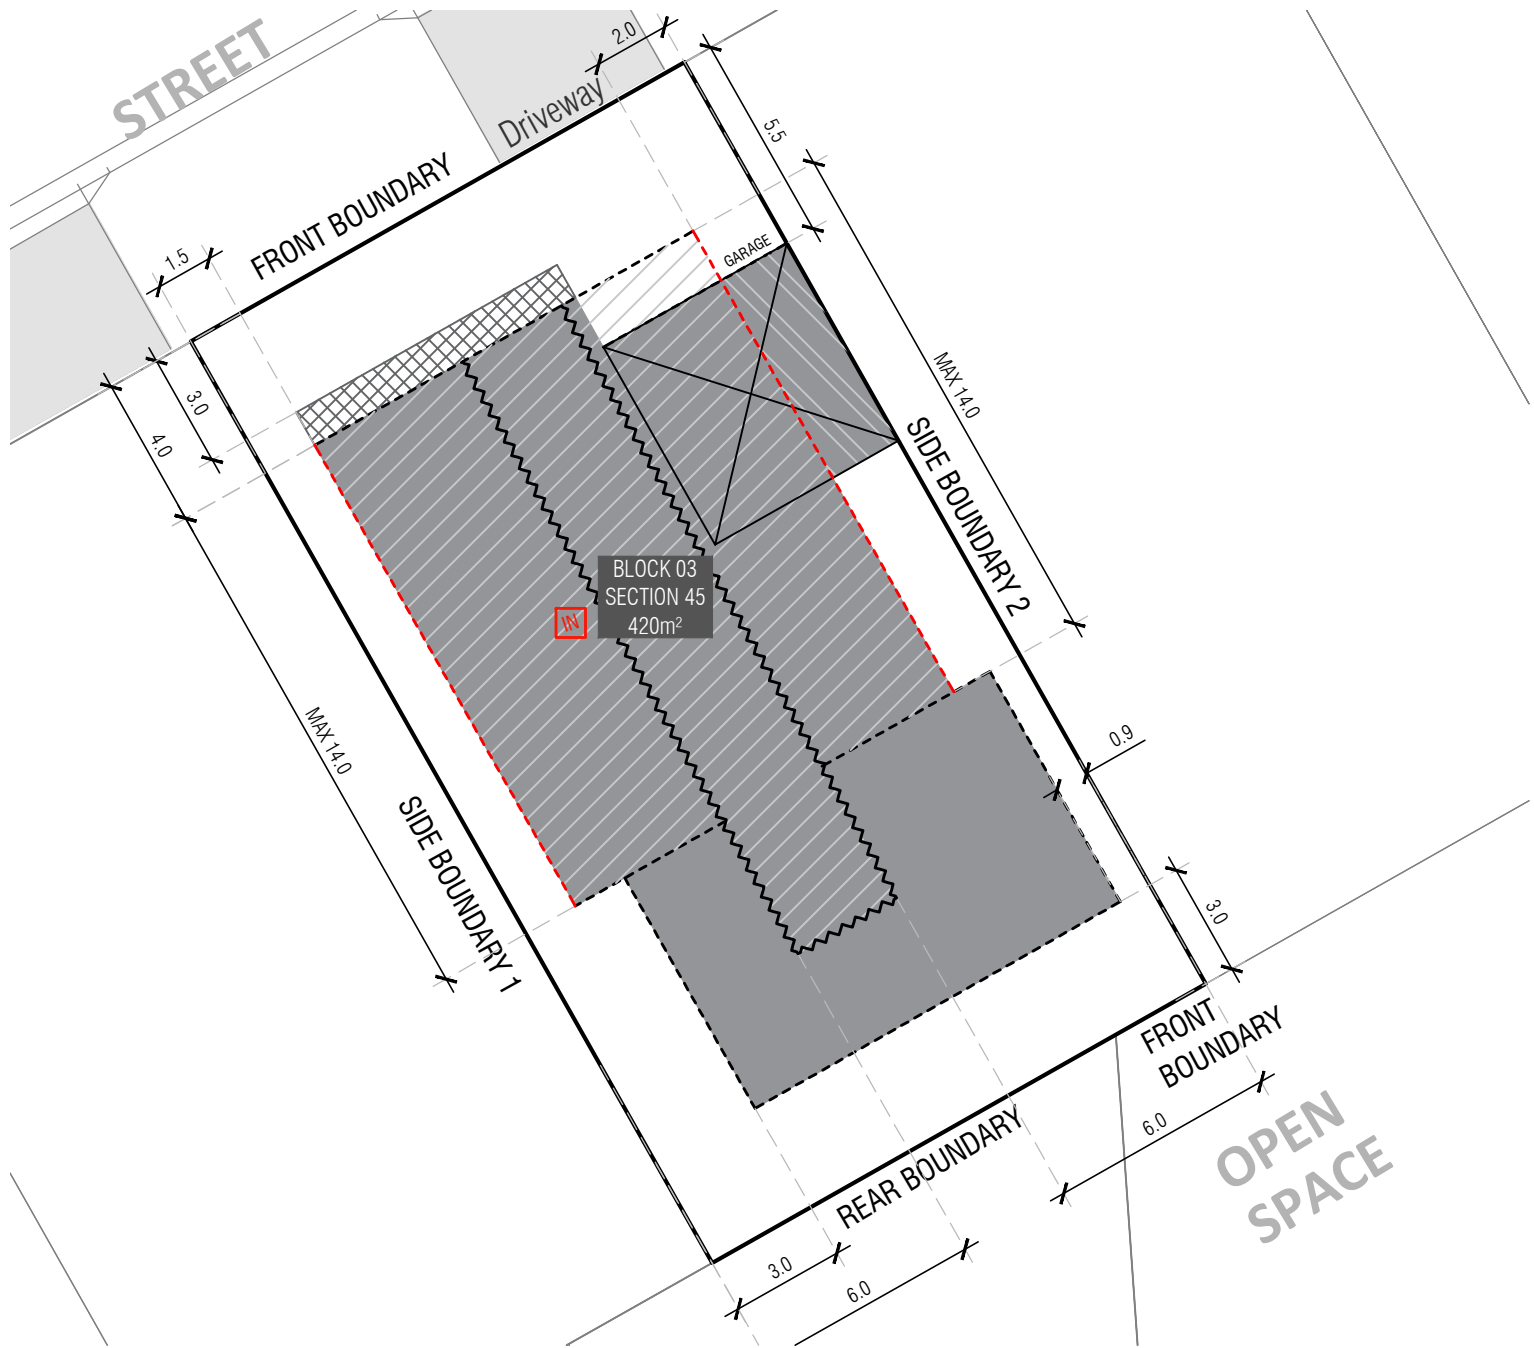 STREET
2.0
Driveway
5.5
FRONT BOUNDARY
1.5
GARAGE
3.0
4.0
MAX 14.0
SIDE BOUNDARY 2
BLOCK 03
SECTION 45
420m²
IN
MAX 14.0
0.9
SIDE BOUNDARY 1
3.0
FRONT
BOUNDARY
REAR BOUNDARY
6.0
OPEN
SPACE
3.0
6.0